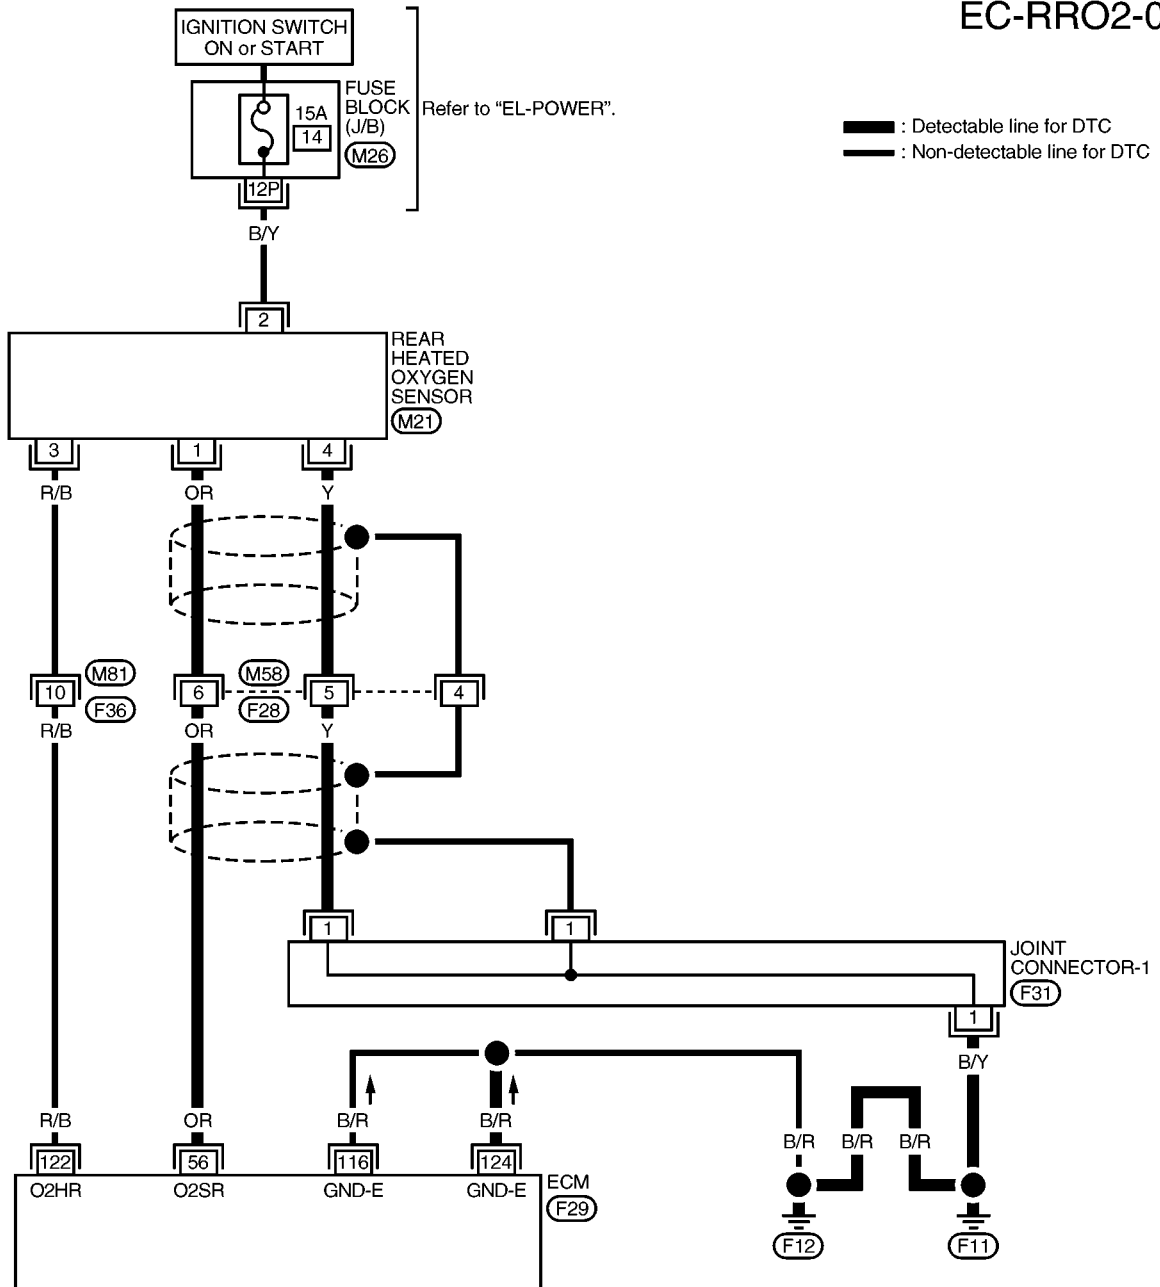 EC-RRO2-0
IGNITION SWITCH
ON or START
FUSE
BLOCK
(J/B)
M26
15A
14
12P
Refer to “EL-POWER”.
: Detectable line for DTC
: Non-detectable line for DTC
B/Y
2
REAR
HEATED
OXYGEN
SENSOR
M21
3
1
4
R/B
OR
Y
10
M81
F36
6
M58
F28
5
4
R/B
OR
Y
1
1
JOINT
CONNECTOR-1
F31
1
B/Y
R/B
OR
B/R
B/R
B/R
B/R
B/R
122
56
116
124
O2HR
O2SR
GND-E
GND-E
ECM
F29
F12
F11